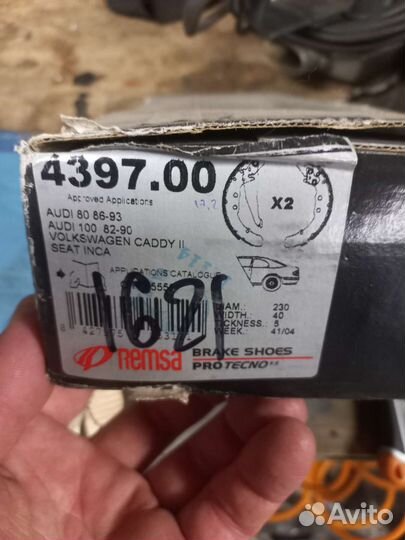 4397.00
Approved Applications
X2
AUDI 80 86-93
AUDI 100 82-90
VOLKSWAGEN CADDY II
SEAT INCA
APPLICATIONS CATALOGUE
1621
DIAM.: 230
WIDTH: 40
TICKNESS: 5
WEEK: 41/04
Remsa
BRAKE SHOES
PROTECNO
Avito